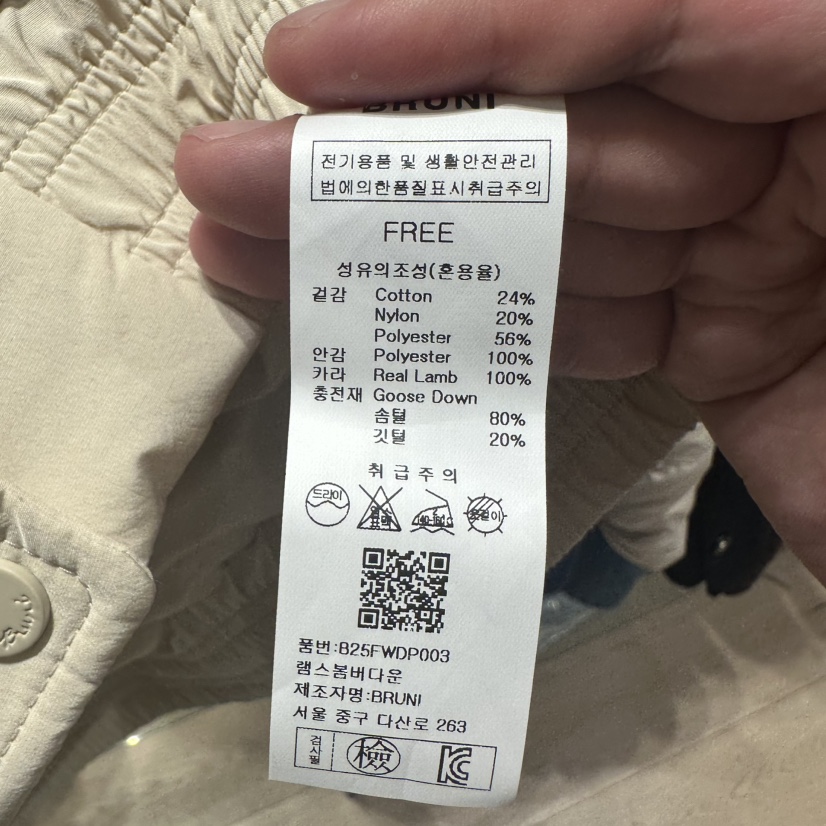 BRUNI
전기용품 및 생활안전관리
법에의한품질표시취급주의
FREE
섬유의조성(혼용율)
겉감 Cotton 24%
Nylon 20%
Polyester 56%
안감 Polyester 100%
카라 Real Lamb 100%
충전재 Goose Down
솜털 80%
깃털 20%
취급주의
드라이
품번:B25FWDP003
램스봄버다운
제조자명:BRUNI
서울 중구 다산로 263
검사필 檢 KC
Bruni